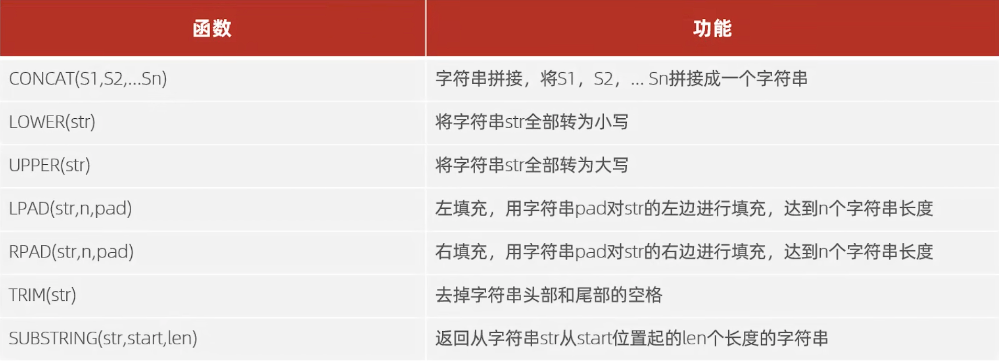 函数 功能
CONCAT(S1,S2,...Sn) 字符串拼接，将S1，S2，... Sn拼接成一个字符串
LOWER(str) 将字符串str全部转为小写
UPPER(str) 将字符串str全部转为大写
LPAD(str,n,pad) 左填充，用字符串pad对str的左边进行填充，达到n个字符串长度
RPAD(str,n,pad) 右填充，用字符串pad对str的右边进行填充，达到n个字符串长度
TRIM(str) 去掉字符串头部和尾部的空格
SUBSTRING(str,start,len) 返回从字符串str从start位置起的len个长度的字符串